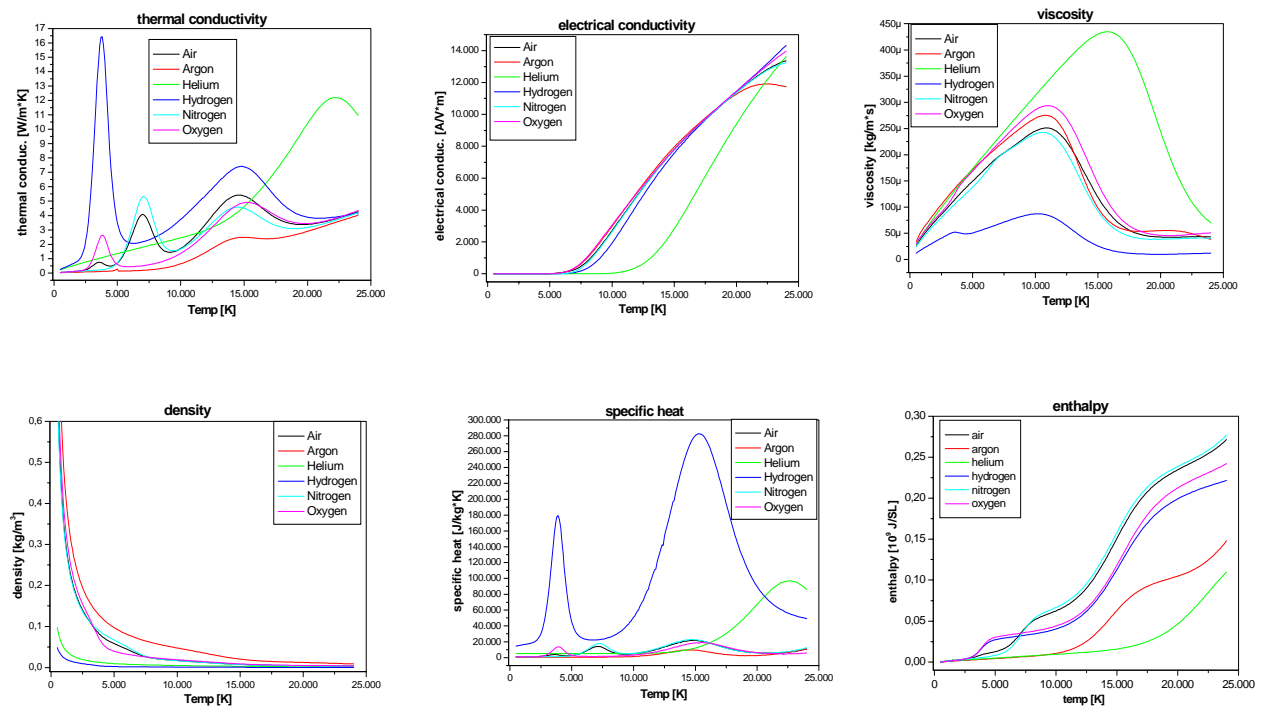 thermal conductivity
thermal conduc. [W/m*K]
17
16
15
14
13
12
11
10
9
8
7
6
5
4
3
2
1
0
Air
Argon
Helium
Hydrogen
Nitrogen
Oxygen
0 5.000 10.000 15.000 20.000 25.000
Temp [K]
electrical conductivity
electrical conduc. [A/V*m]
14.000
12.000
10.000
8.000
6.000
4.000
2.000
0
Air
Argon
Helium
Hydrogen
Nitrogen
Oxygen
0 5.000 10.000 15.000 20.000 25.000
Temp [K]
viscosity
viscosity [kg/m*s]
450µ
400µ
350µ
300µ
250µ
200µ
150µ
100µ
50µ
0
Air
Argon
Helium
Hydrogen
Nitrogen
Oxygen
0 5.000 10.000 15.000 20.000 25.000
Temp [K]
density
density [kg/m³]
0,6
0,5
0,4
0,3
0,2
0,1
0,0
Air
Argon
Helium
Hydrogen
Nitrogen
Oxygen
0 5.000 10.000 15.000 20.000 25.000
Temp [K]
specific heat
specific heat [J/kg*K]
300.000
280.000
260.000
240.000
220.000
200.000
180.000
160.000
140.000
120.000
100.000
80.000
60.000
40.000
20.000
0
Air
Argon
Helium
Hydrogen
Nitrogen
Oxygen
0 5.000 10.000 15.000 20.000 25.000
Temp [K]
enthalpy
0,30
0,25
0,20
0,15
0,10
0,05
0,00
air
argon
helium
hydrogen
nitrogen
oxygen
0 5.000 10.000 15.000 20.000 25.000
temp [K]